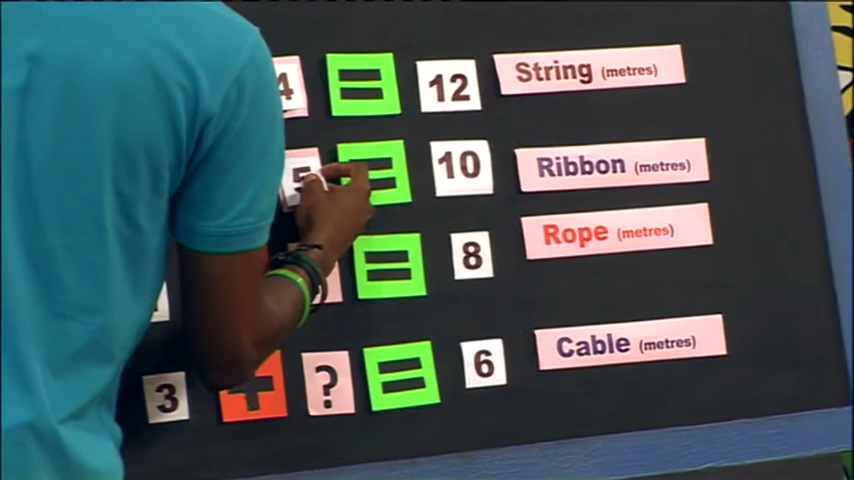 4 = 12 String (metres)
5 = 10 Ribbon (metres)
= 8 Rope (metres)
3 + ? = 6 Cable (metres)